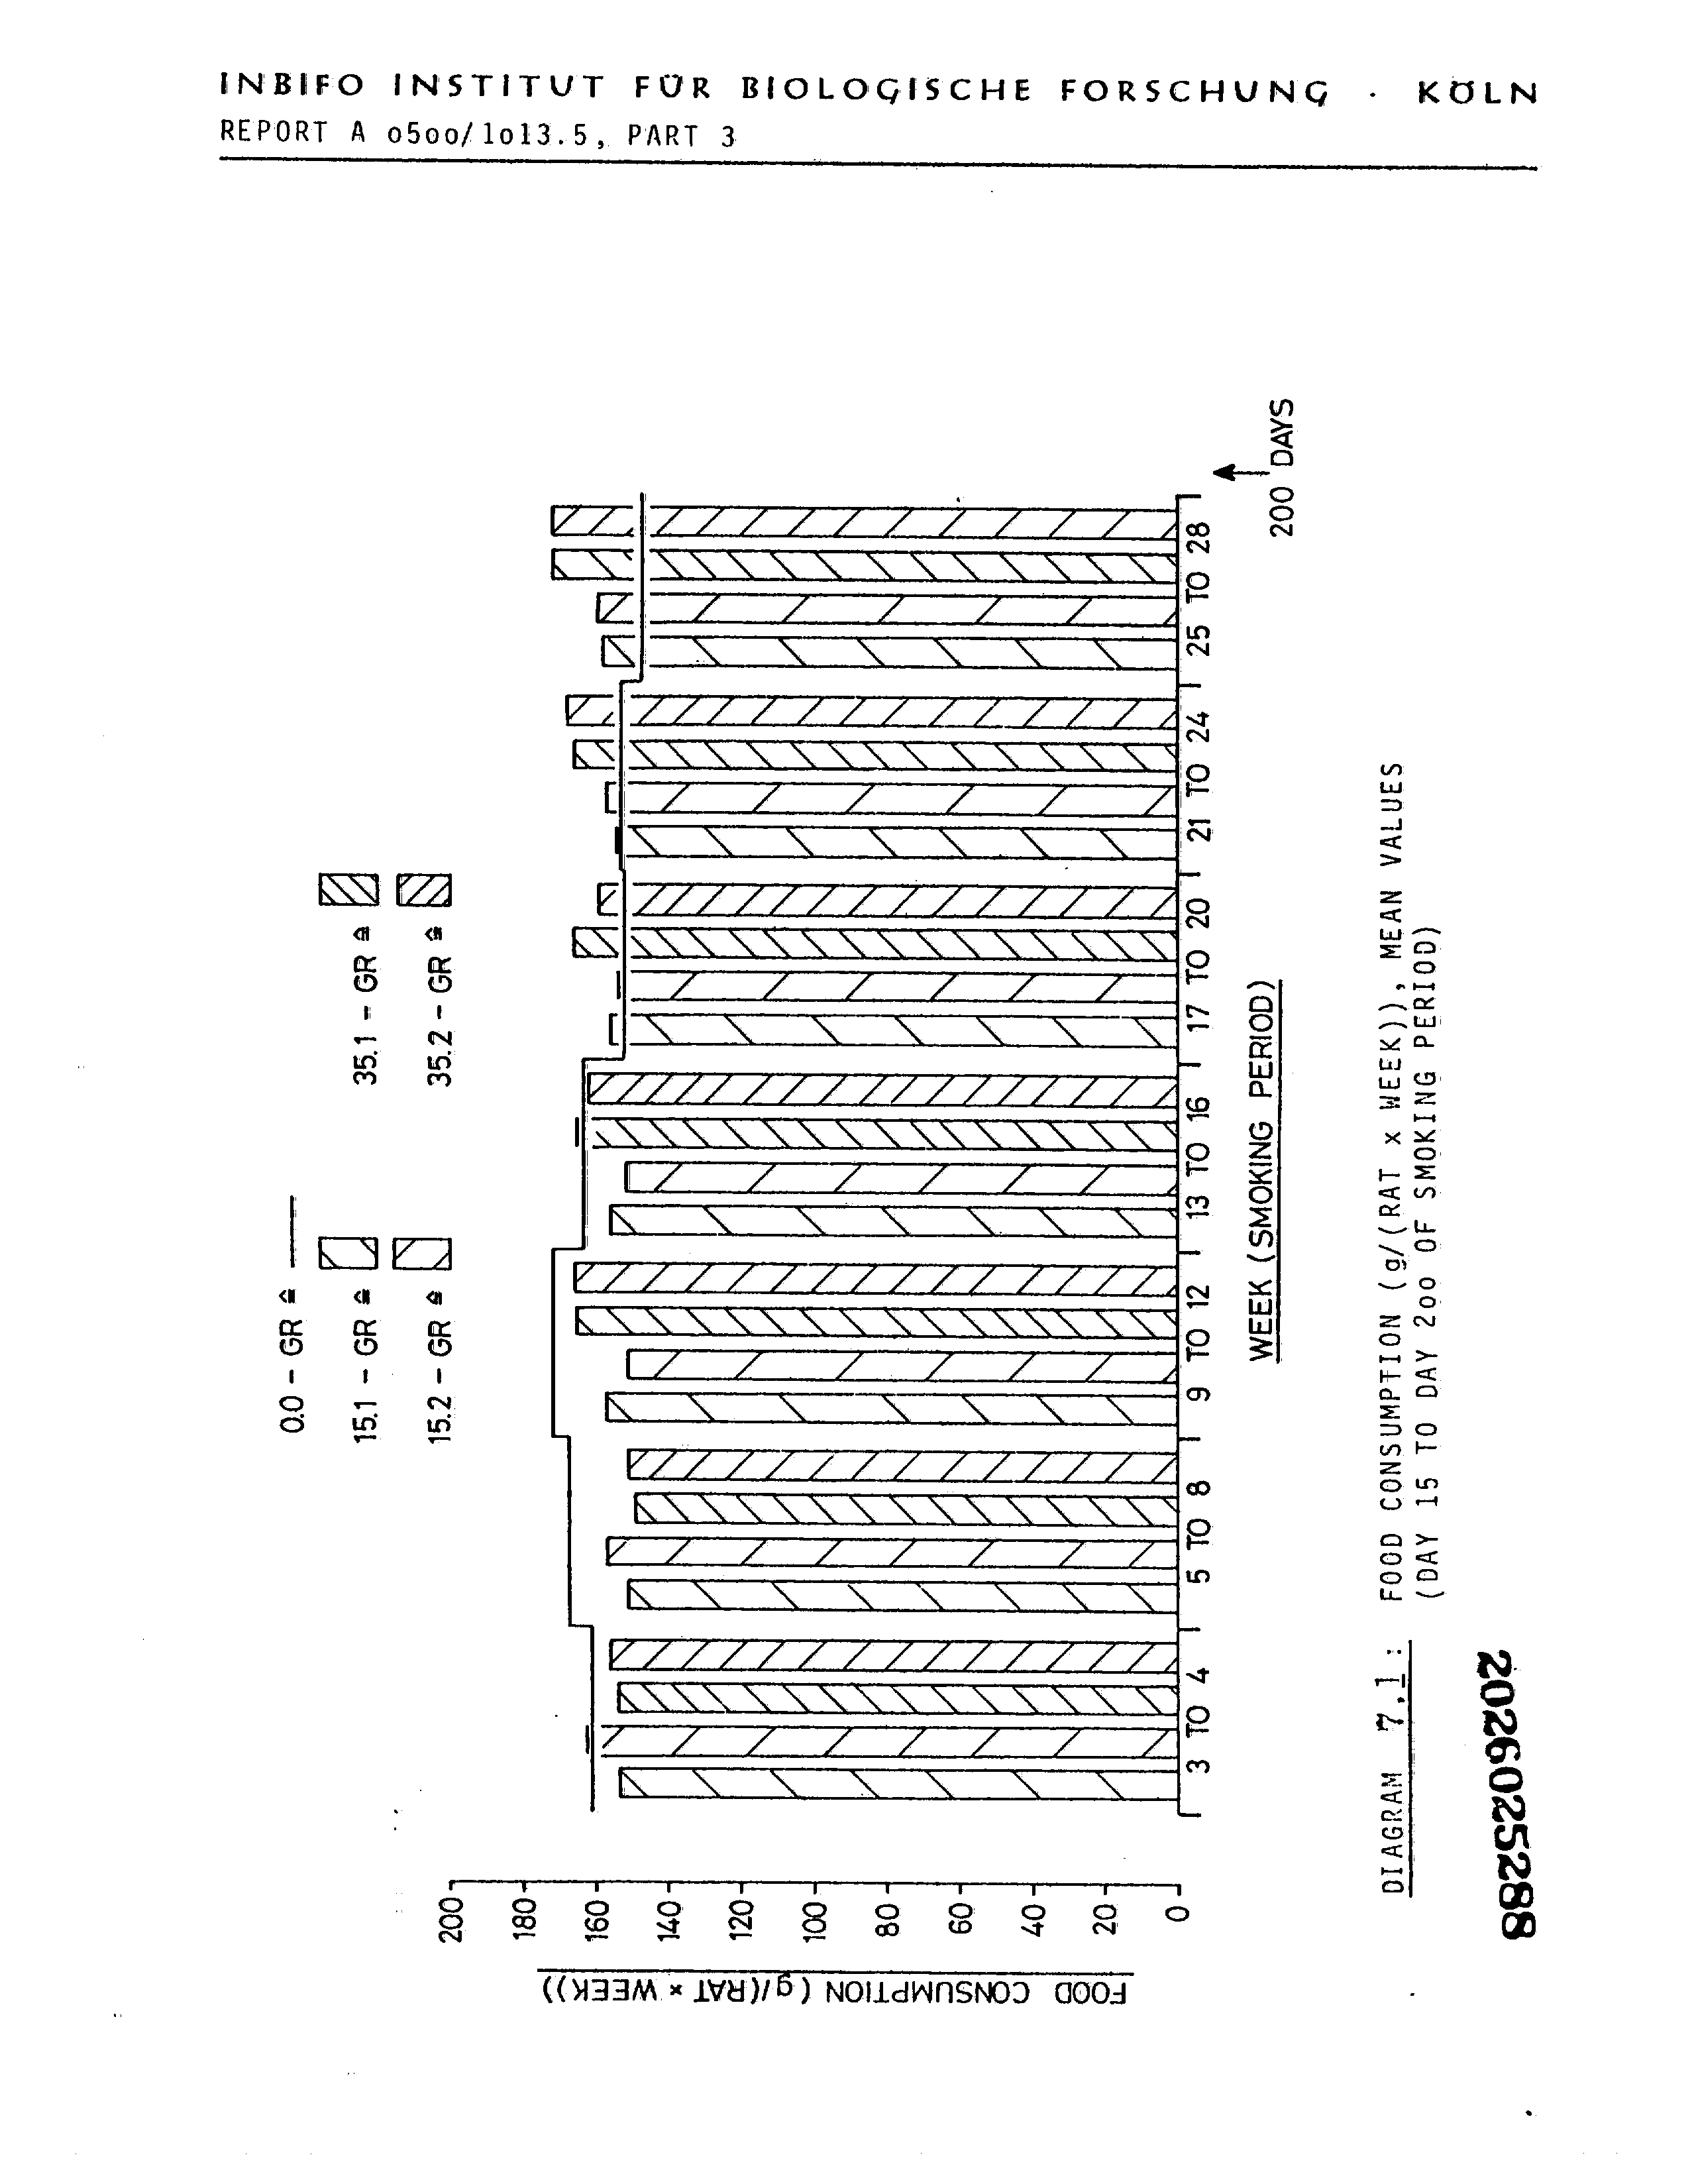 INBIFO INSTITUT FÜR BIOLOGISCHE FORSCHUNG · KÖLN
REPORT A o5oo/1o13.5, PART 3
0.0 - GR ≙
15.1 - GR ≙
15.2 - GR ≙
35.1 - GR ≙
35.2 - GR ≙
FOOD CONSUMPTION (g/(RAT × WEEK))
200
180
160
140
120
100
80
60
40
20
0
3 TO 4
5 TO 8
9 TO 12
13 TO 16
17 TO 20
21 TO 24
25 TO 28
200 DAYS
WEEK (SMOKING PERIOD)
DIAGRAM 7.1: FOOD CONSUMPTION (g/(RAT x WEEK)), MEAN VALUES
(DAY 15 TO DAY 2oo OF SMOKING PERIOD)
2026025288